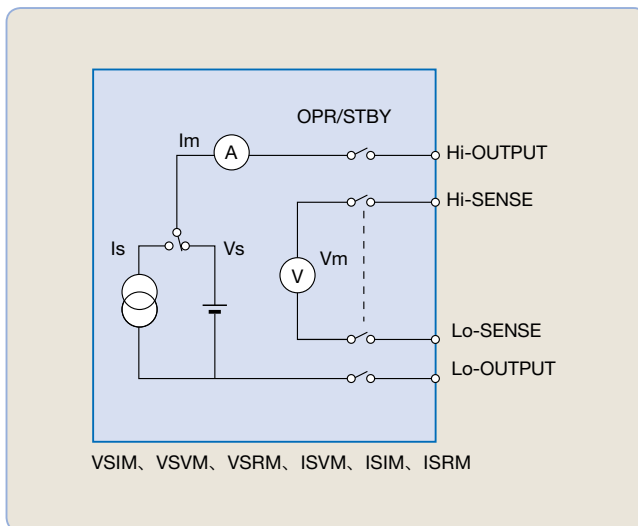 OPR/STBY
Im
A
Hi-OUTPUT
Hi-SENSE
Is
Vs
Vm
V
Lo-SENSE
Lo-OUTPUT
VSIM、VSVM、VSRM、ISVM、ISIM、ISRM